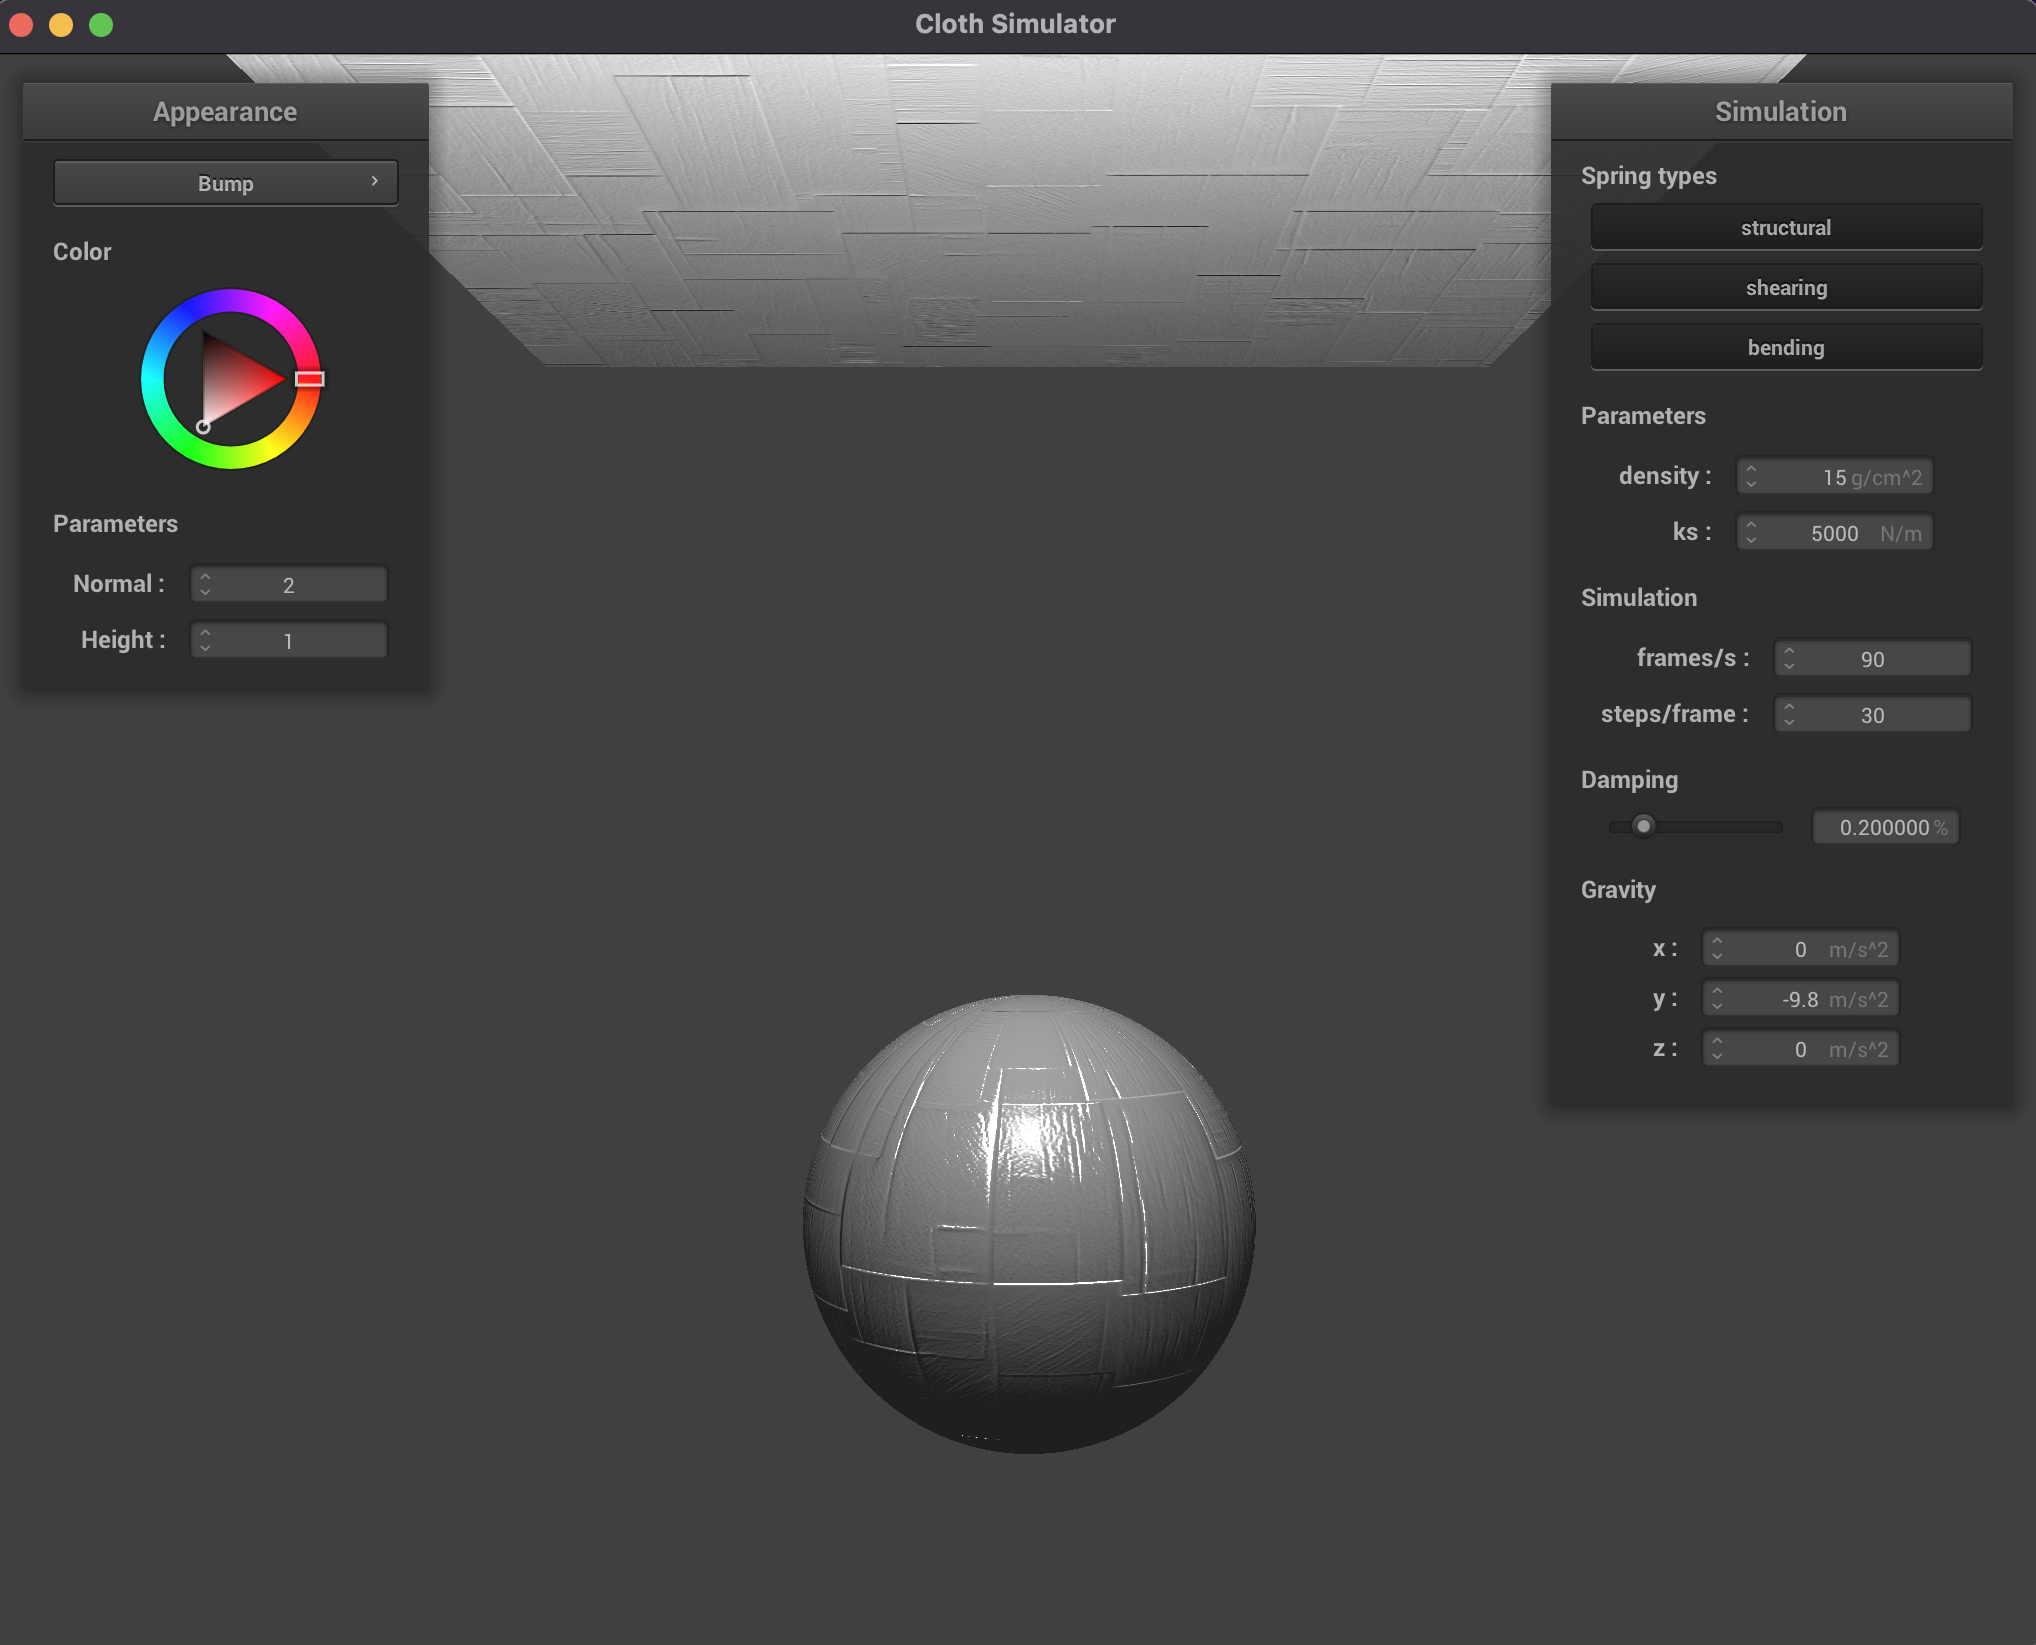 Cloth Simulator
Appearance
Bump
Color
Parameters
Normal : 2
Height : 1
Simulation
Spring types
structural
shearing
bending
Parameters
density : 15 g/cm^2
ks : 5000 N/m
Simulation
frames/s : 90
steps/frame : 30
Damping
0.200000 %
Gravity
x : 0 m/s^2
y : -9.8 m/s^2
z : 0 m/s^2